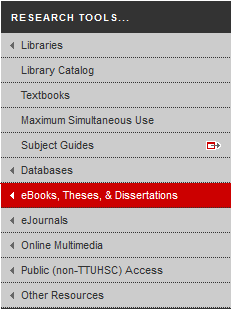 RESEARCH TOOLS...
Libraries
Library Catalog
Textbooks
Maximum Simultaneous Use
Subject Guides
Databases
eBooks, Theses, & Dissertations
eJournals
Online Multimedia
Public (non-TTUHSC) Access
Other Resources